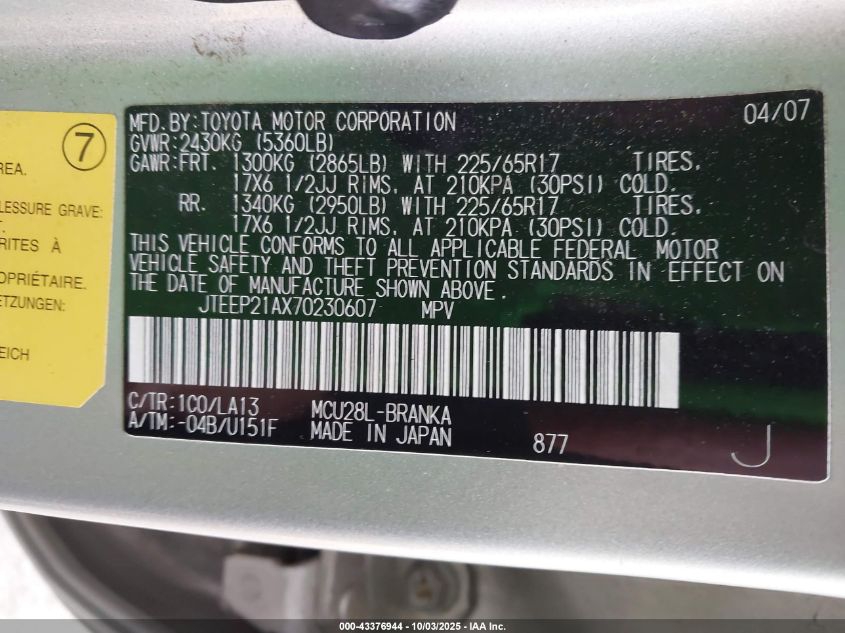 7
REA.
LESSURE GRAVE:
RITES À
OPRIÉTAIRE.
ETZUNGEN:
EICH
MFD.BY:TOYOTA MOTOR CORPORATION 04/07
GVWR:2430KG (5360LB)
GAWR:FRT. 1300KG (2865LB) WITH 225/65R17 TIRES,
17X6 1/2JJ RIMS, AT 210KPA (30PSI) COLD.
RR. 1340KG (2950LB) WITH 225/65R17 TIRES,
17X6 1/2JJ RIMS, AT 210KPA (30PSI) COLD.
THIS VEHICLE CONFORMS TO ALL APPLICABLE FEDERAL MOTOR
VEHICLE SAFETY AND THEFT PREVENTION STANDARDS IN EFFECT ON
THE DATE OF MANUFACTURE SHOWN ABOVE.
JTEEP21AX70230607 MPV
C/TR:1C0/LA13 MCU28L-BRANKA
A/TM:-04B/U151F MADE IN JAPAN 877 J
000-43376944 - 10/03/2025 - IAA Inc.